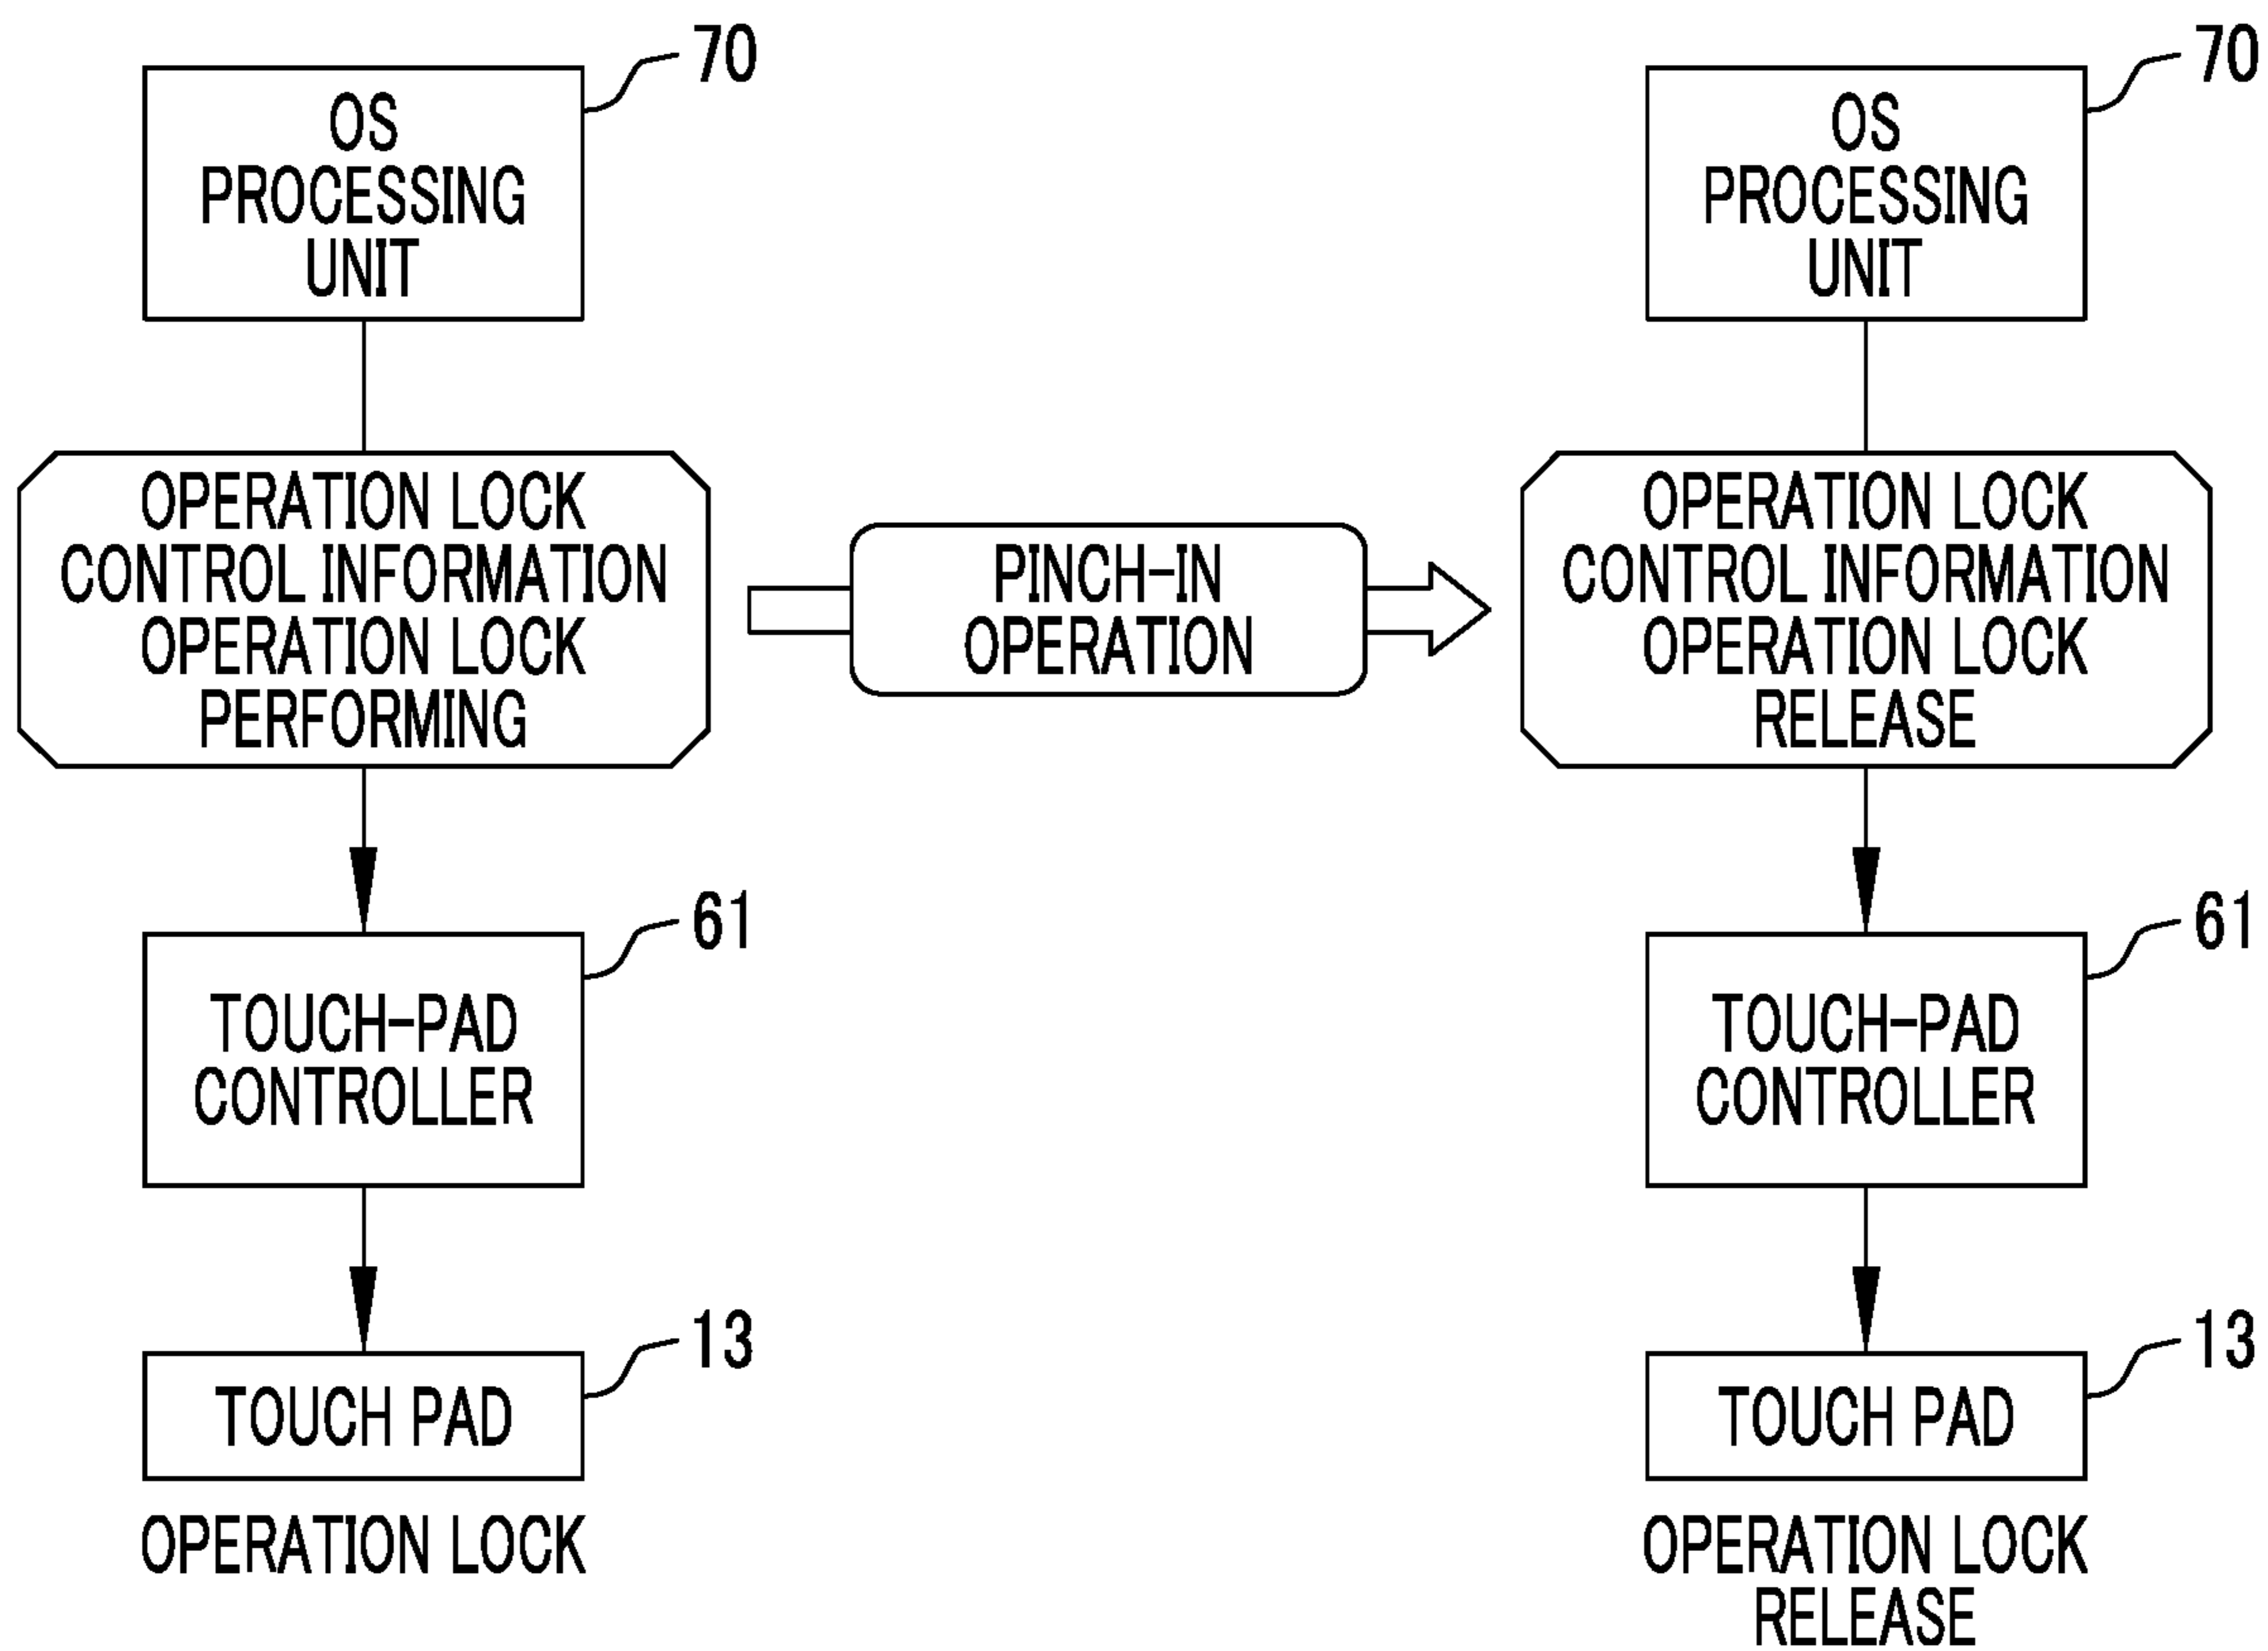 70
OS
PROCESSING
UNIT
OPERATION LOCK
CONTROL INFORMATION
OPERATION LOCK
PERFORMING
61
TOUCH-PAD
CONTROLLER
13
TOUCH PAD
OPERATION LOCK
PINCH-IN
OPERATION
70
OS
PROCESSING
UNIT
OPERATION LOCK
CONTROL INFORMATION
OPERATION LOCK
RELEASE
61
TOUCH-PAD
CONTROLLER
13
TOUCH PAD
OPERATION LOCK
RELEASE